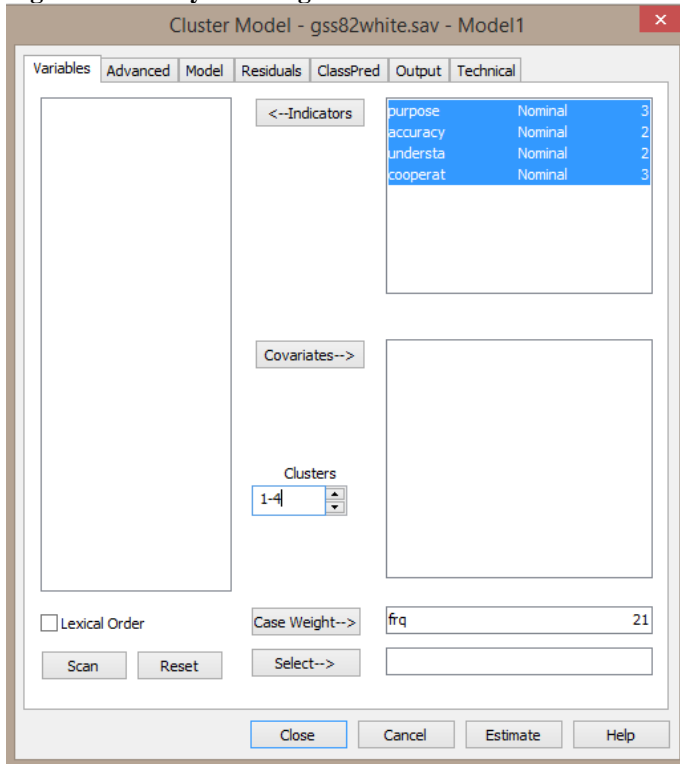 Cluster Model - gss82white.sav - Model1
Variables Advanced Model Residuals ClassPred Output Technical
<--Indicators
purpose Nominal 3
accuracy Nominal 2
understa Nominal 2
cooperat Nominal 3
Covariates-->
Clusters
1-4
Lexical Order
Case Weight-->
frq 21
Scan
Reset
Select-->
Close
Cancel
Estimate
Help